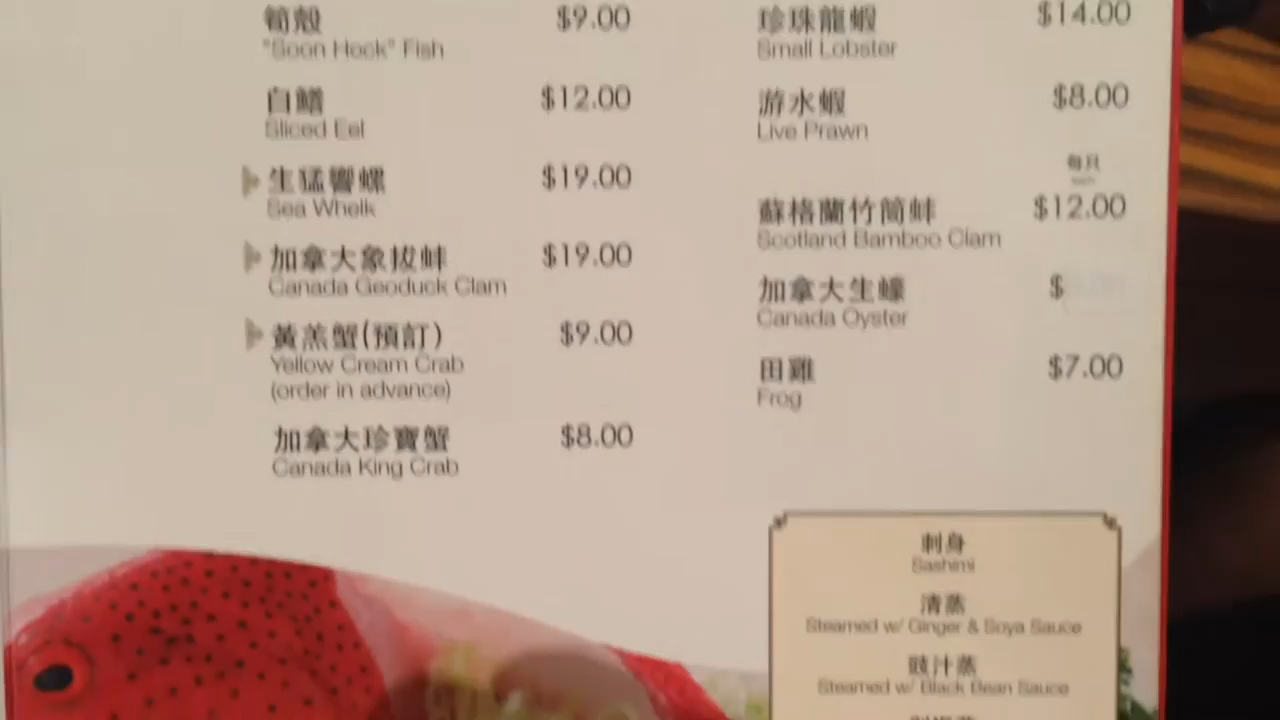 筍殼 $9.00
"Soon Hock" Fish
白鱔 $12.00
Sliced Eel
生猛響螺 $19.00
Sea Whelk
加拿大象拔蚌 $19.00
Canada Geoduck Clam
黃羔蟹(預訂) $9.00
Yellow Cream Crab
(order in advance)
加拿大珍寶蟹 $8.00
Canada King Crab
珍珠龍蝦 $14.00
Small Lobster
游水蝦 $8.00
Live Prawn
每只
蘇格蘭竹筒蚌 $12.00
Scotland Bamboo Clam
加拿大生蠔 $
Canada Oyster
田雞 $7.00
Frog
刺身
Sashimi
清蒸
Steamed w/ Ginger & Soya Sauce
豉汁蒸
Steamed w/ Black Bean Sauce